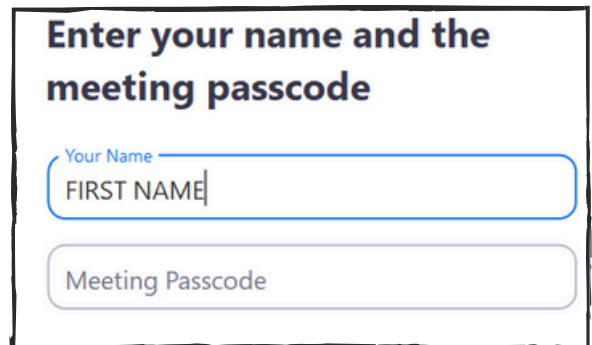 Enter your name and the
meeting passcode
Your Name
FIRST NAME
Meeting Passcode